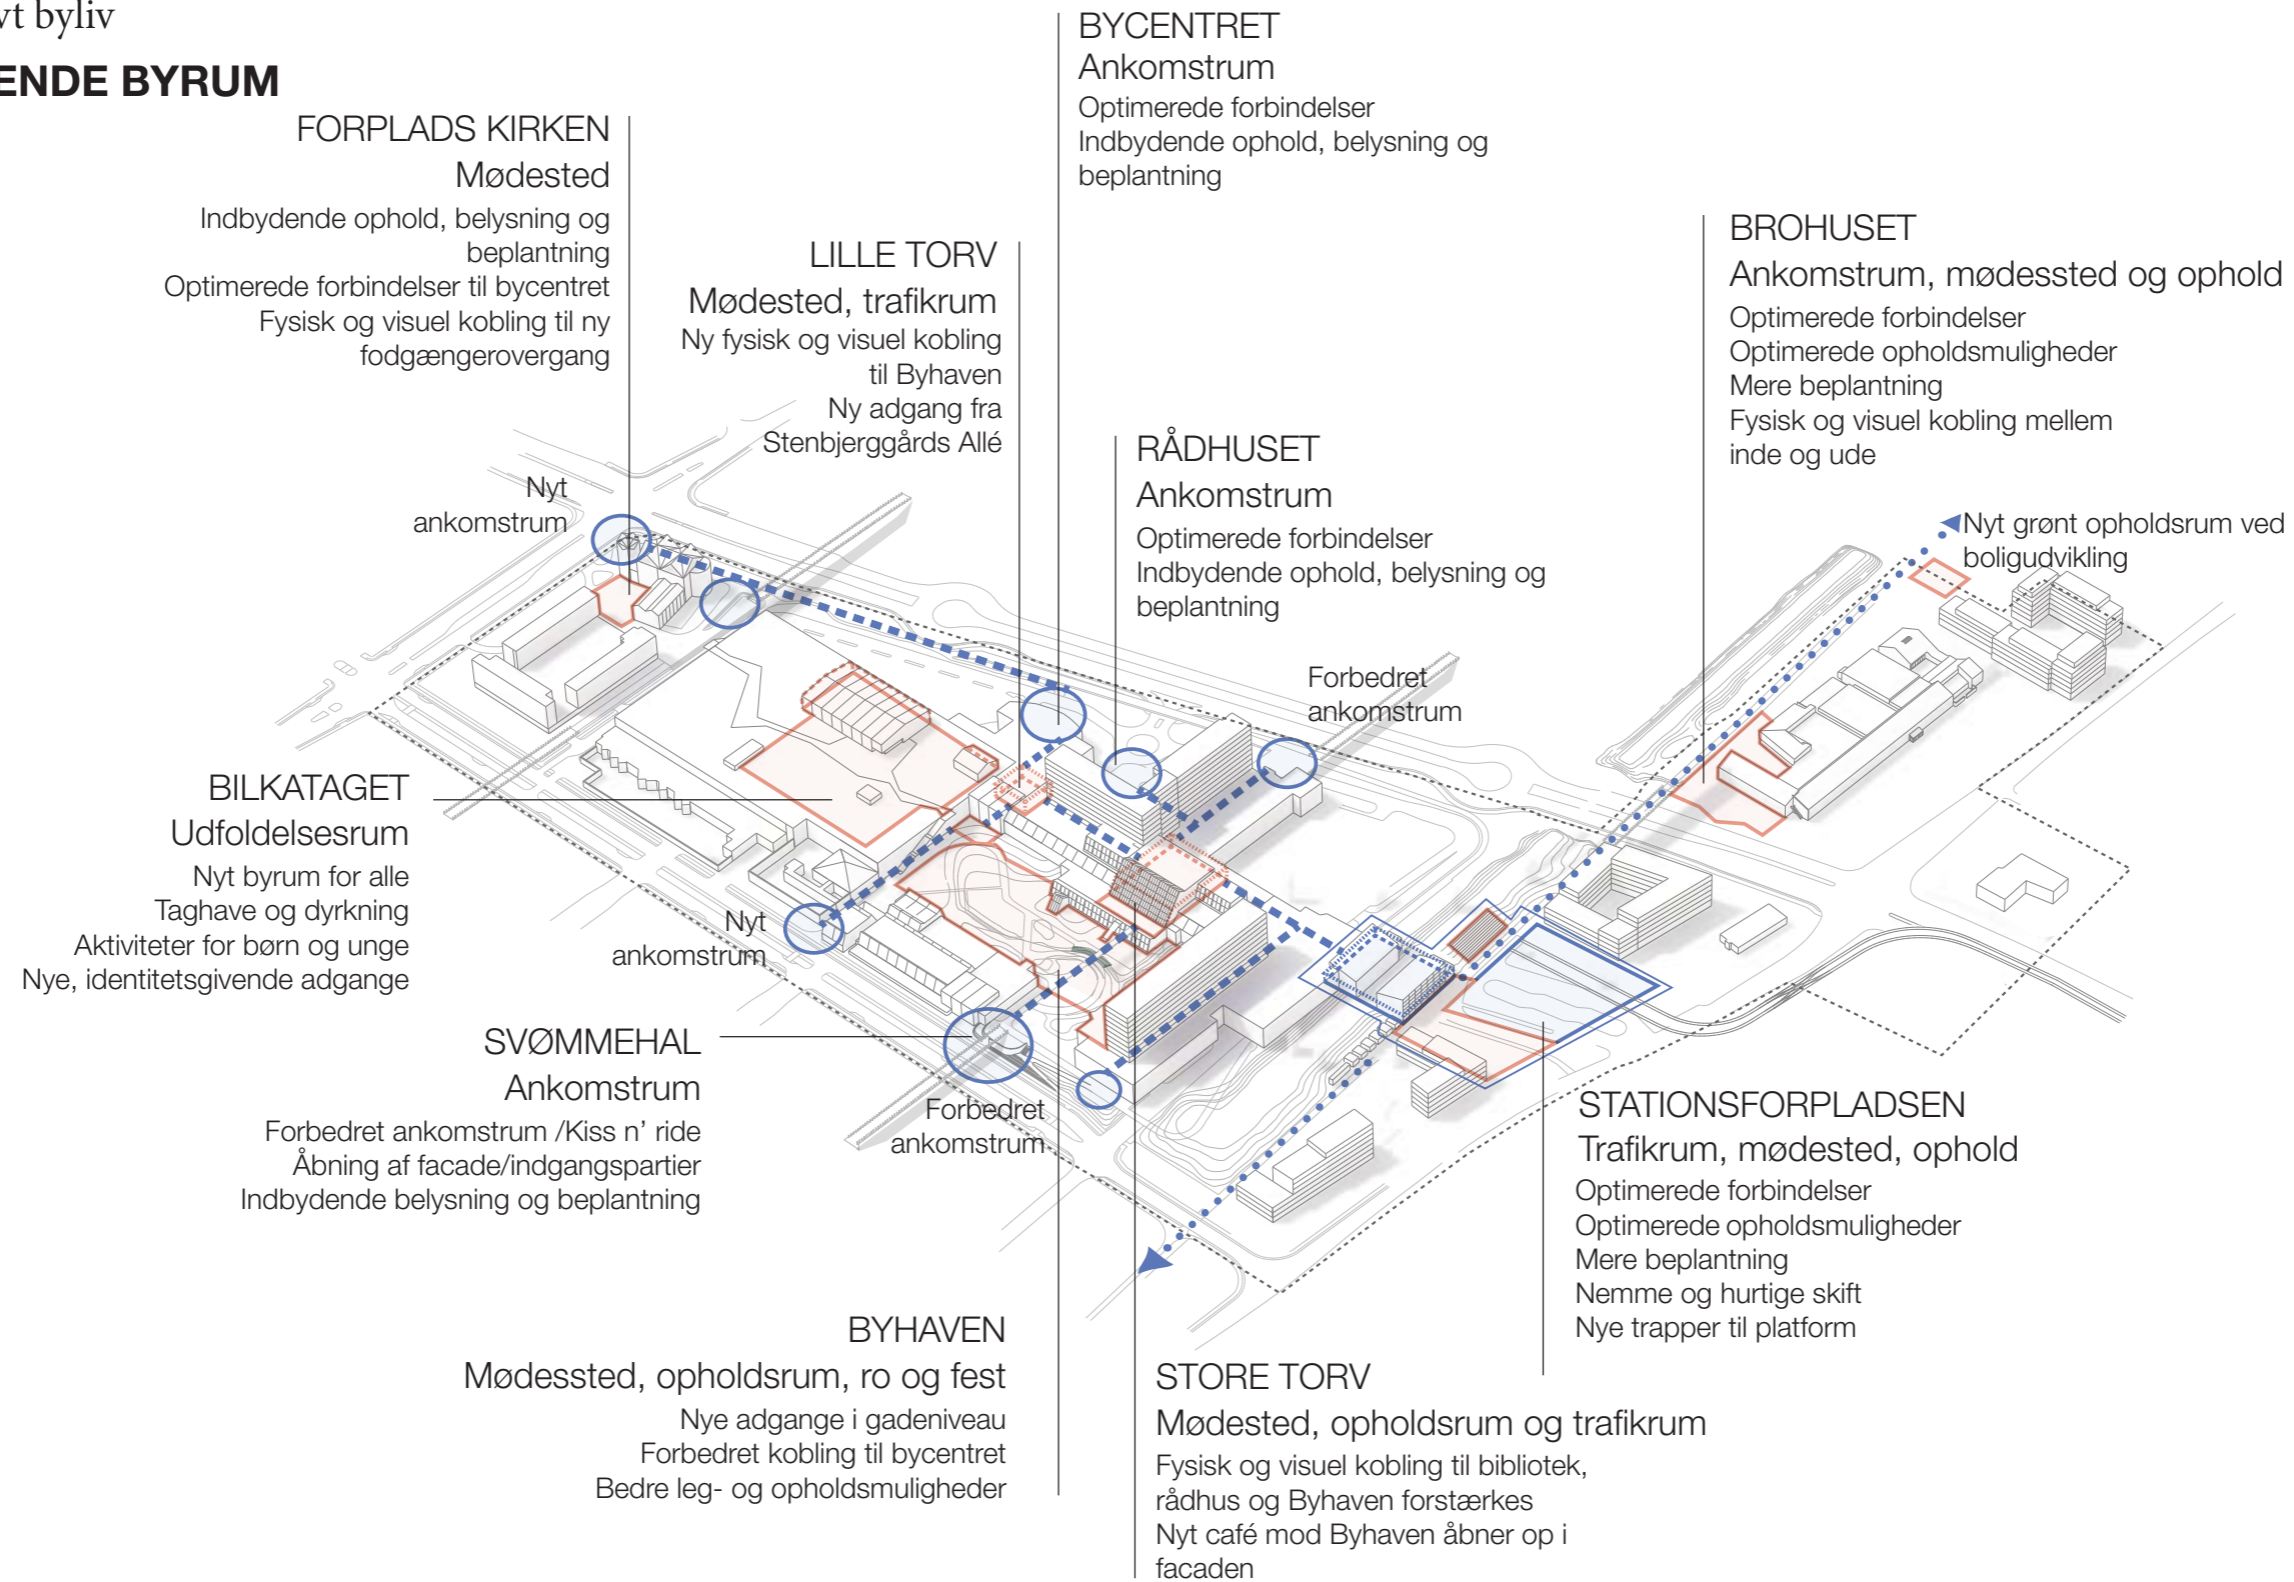 byliv
BYRUM
FORPLADS KIRKEN
Mødested
Indbydende ophold, belysning og
beplantning
Optimerede forbindelser til bycentret
Fysisk og visuel kobling til ny
fodgængerovergang
LILLE TORV
Mødested, trafikrum
Ny fysisk og visuel kobling
til Byhaven
Ny adgang fra
Stenbjerggårds Allé
BYCENTRET
Ankomstrum
Optimerede forbindelser
Indbydende ophold, belysning og
beplantning
RÅDHUSET
Ankomstrum
Optimerede forbindelser
Indbydende ophold, belysning og
beplantning
BROHUSET
Ankomstrum, mødessted og ophold
Optimerede forbindelser
Optimerede opholdsmuligheder
Mere beplantning
Fysisk og visuel kobling mellem
inde og ude
Nyt
ankomstrum
Nyt grønt opholdsrum ved
boligudvikling
Forbedret
ankomstrum
BILKATAGET
Udfoldelsesrum
Nyt byrum for alle
Taghave og dyrkning
Aktiviteter for børn og unge
Nye, identitetsgivende adgange
Nyt
ankomstrum
SVØMMEHAL
Ankomstrum
Forbedret ankomstrum /Kiss n' ride
Åbning af facade/indgangspartier
Indbydende belysning og beplantning
Forbedret
ankomstrum
STATIONSFORPLADSEN
Trafikrum, mødested, ophold
Optimerede forbindelser
Optimerede opholdsmuligheder
Mere beplantning
Nemme og hurtige skift
Nye trapper til platform
BYHAVEN
Mødessted, opholdsrum, ro og fest
Nye adgange i gadeniveau
Forbedret kobling til bycentret
Bedre leg- og opholdsmuligheder
STORE TORV
Mødested, opholdsrum og trafikrum
Fysisk og visuel kobling til bibliotek,
rådhus og Byhaven forstærkes
Nyt café mod Byhaven åbner op i
facaden